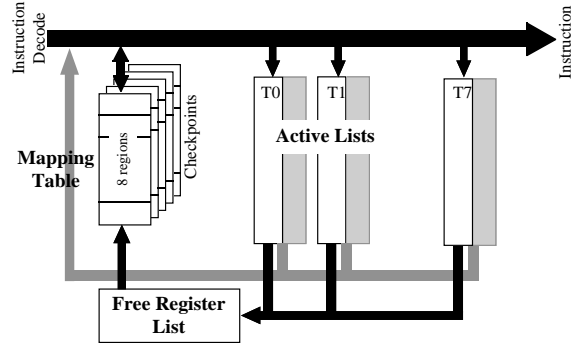 Instruction
Decode
Instruction
T0
T1
T7
Active Lists
Mapping
Table
8 regions
Checkpoints
Free Register
List